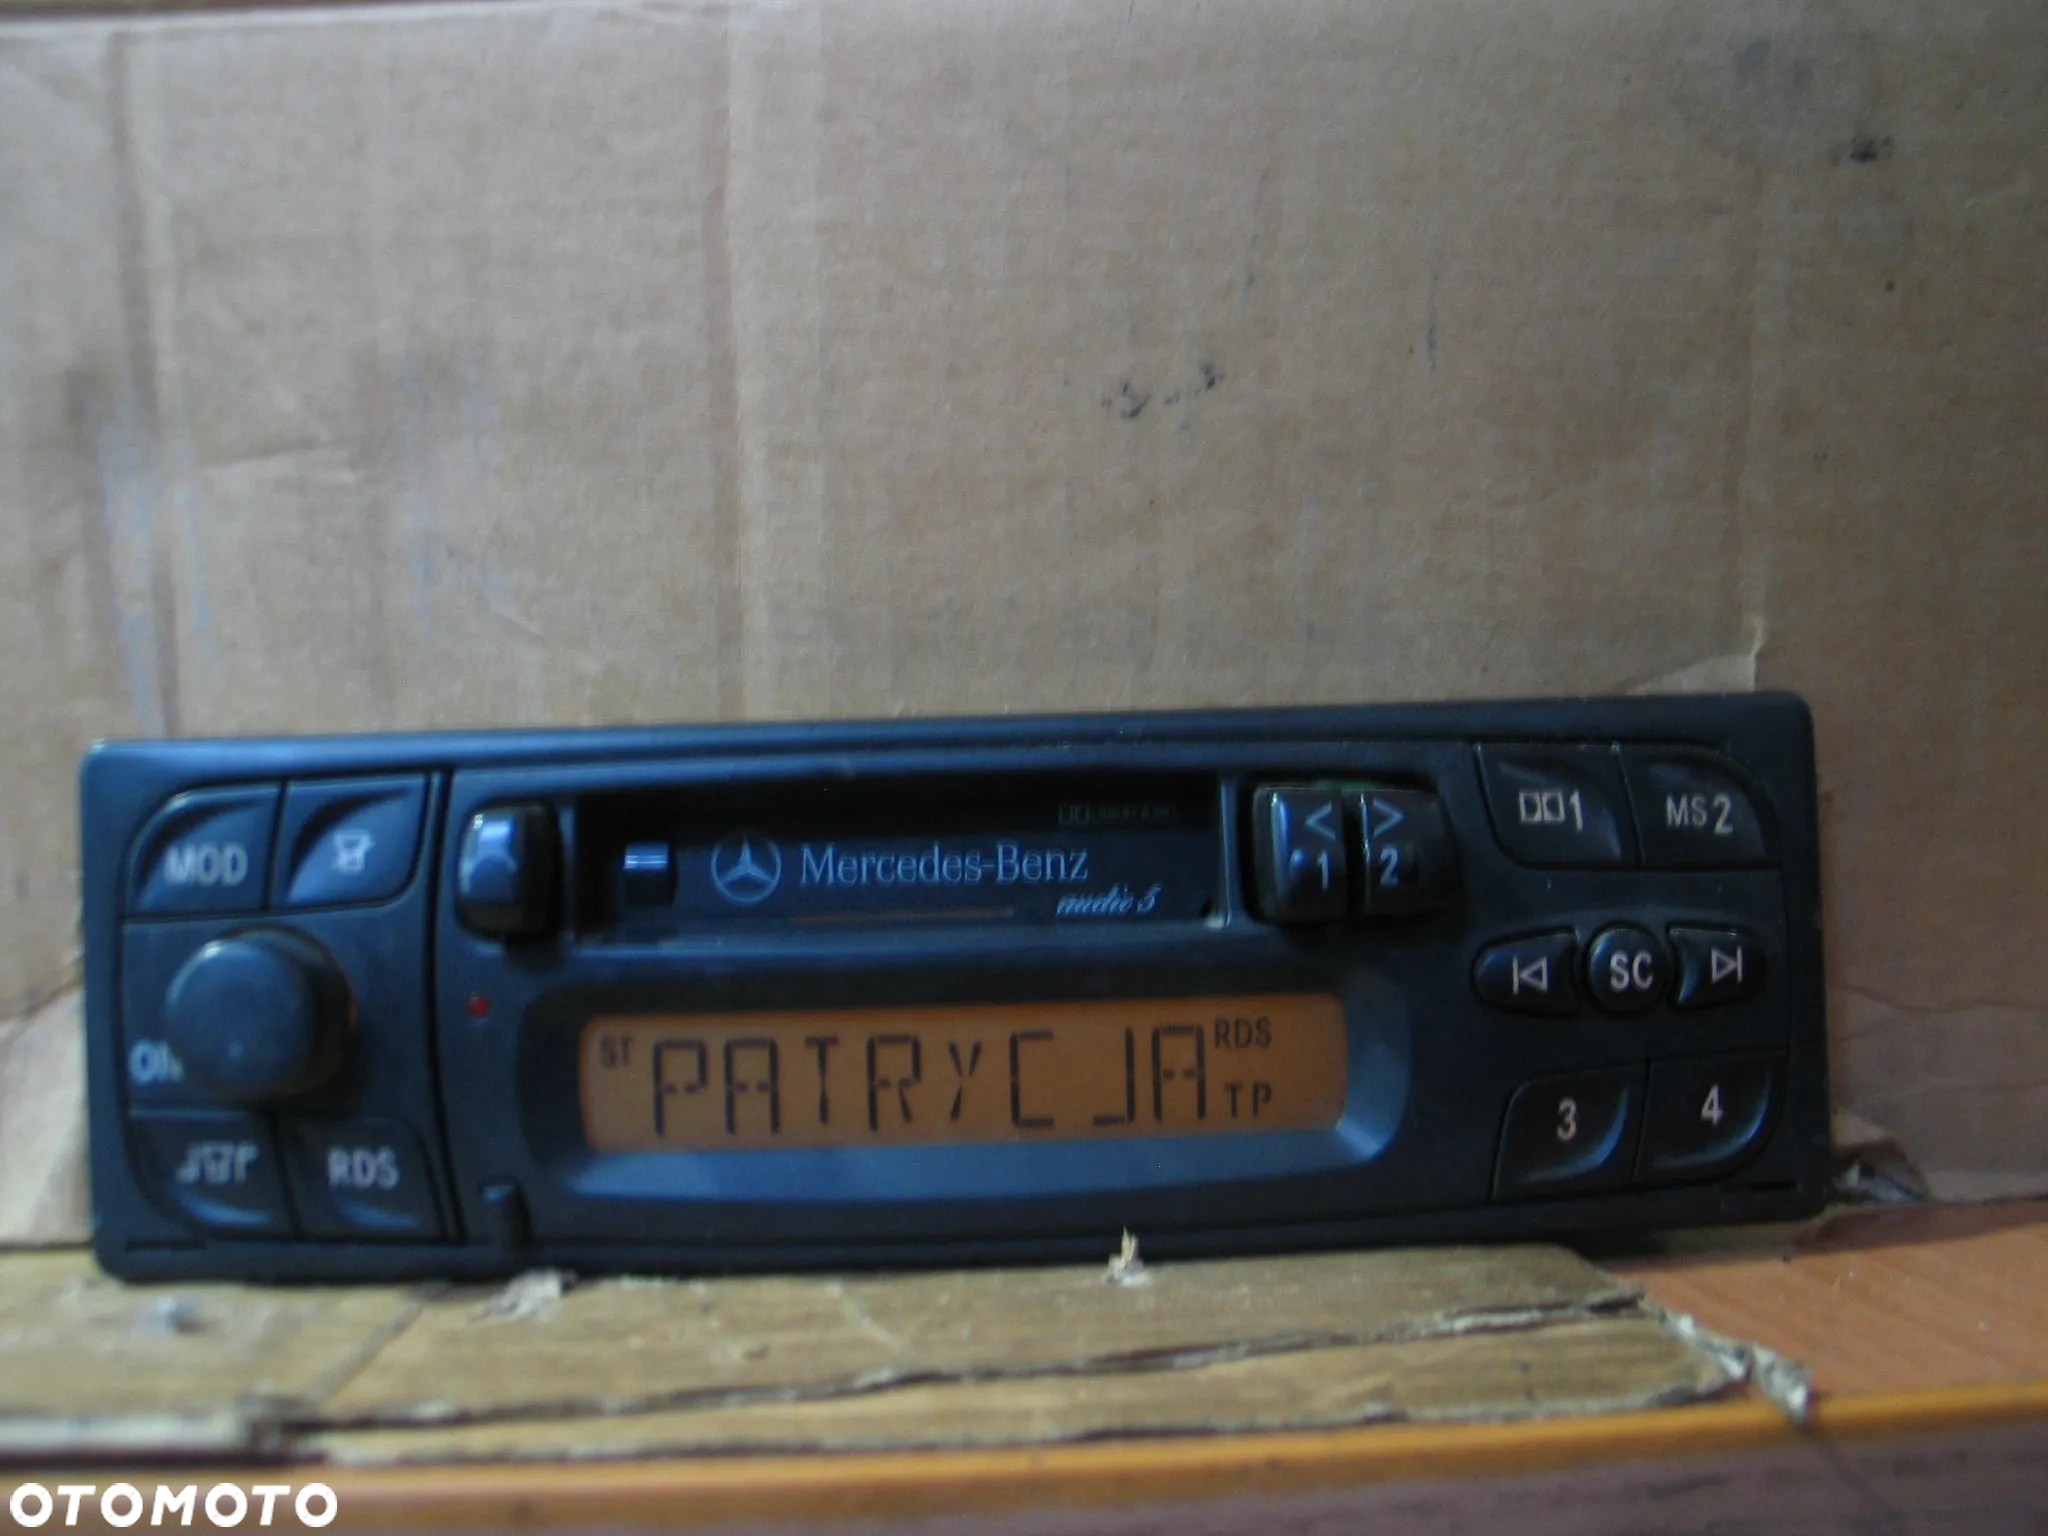 MOD
< >
1 2
1
MS 2
Mercedes-Benz
audio 5
SC
ON
ST PATRYCJA RDS
TP
3 4
RDS
OTOMOTO